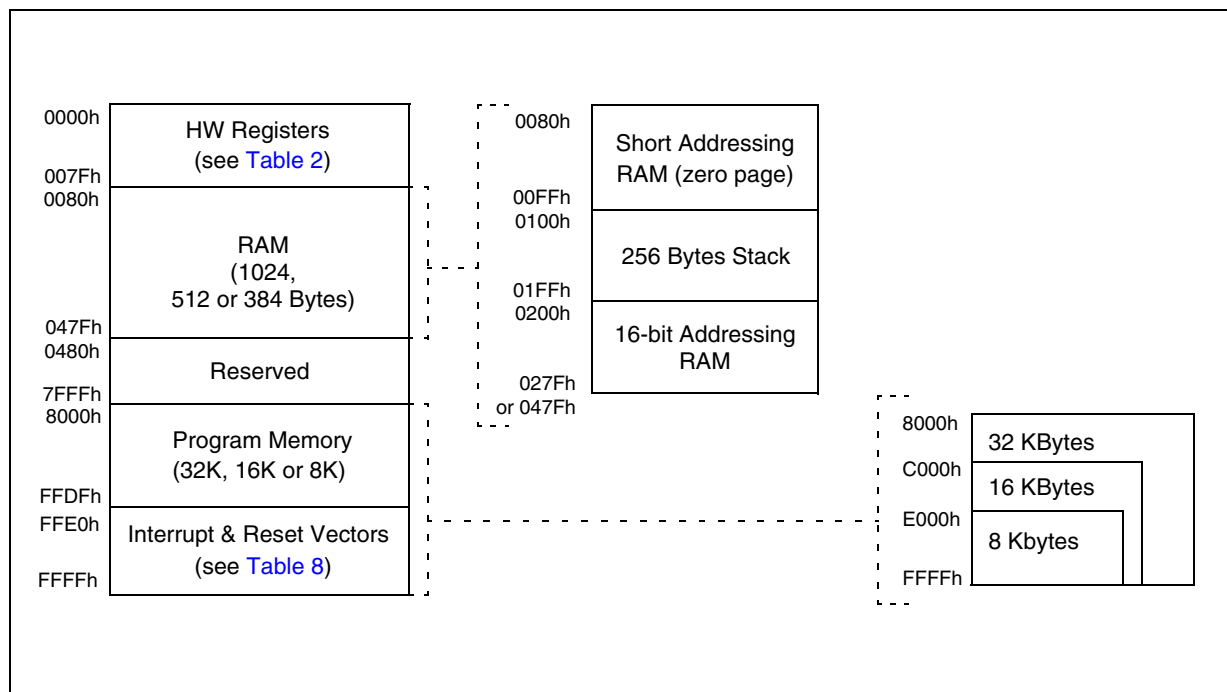 0000h
HW Registers
(see Table 2)
007Fh
0080h
RAM
(1024,
512 or 384 Bytes)
047Fh
0480h
Reserved
7FFFh
8000h
Program Memory
(32K, 16K or 8K)
FFDFh
FFE0h
Interrupt & Reset Vectors
(see Table 8)
FFFFh
0080h
Short Addressing
RAM (zero page)
00FFh
0100h
256 Bytes Stack
01FFh
0200h
16-bit Addressing
RAM
027Fh
or 047Fh
8000h
32 KBytes
C000h
16 KBytes
E000h
8 Kbytes
FFFFh